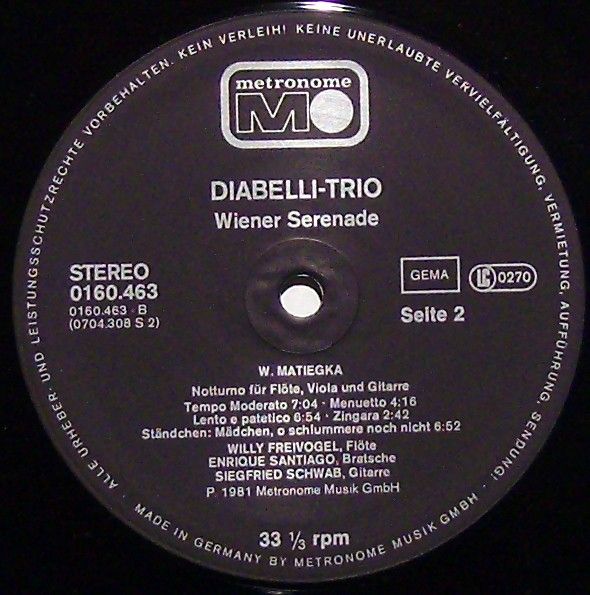 ALLE URHEBER- UND LEISTUNGSSCHUTZRECHTE VORBEHALTEN. KEIN VERLEIH! KEINE UNERLAUBTE VERVIELFÄLTIGUNG, VERMIETUNG, AUFFÜHRUNG, SENDUNG!
metronome
MO
DIABELLI-TRIO
Wiener Serenade
STEREO
0160.463
0160.463 - B
(0704.308 S 2)
GEMA
LC 0270
Seite 2
W. MATIEGKA
Notturno für Flöte, Viola und Gitarre
Tempo Moderato 7:04 · Menuetto 4:16
Lento e patetico 6:54 · Zingara 2:42
Ständchen: Mädchen, o schlummere noch nicht 6:52
WILLY FREIVOGEL, Flöte
ENRIQUE SANTIAGO, Bratsche
SIEGFRIED SCHWAB, Gitarre
P 1981 Metronome Musik GmbH
33 ⅓ rpm
· MADE IN GERMANY BY METRONOME MUSIK GMBH ·